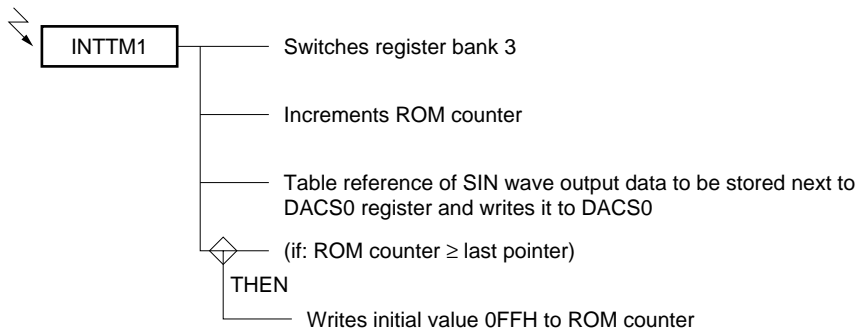 INTTM1
Switches register bank 3
Increments ROM counter
Table reference of SIN wave output data to be stored next to
DACS0 register and writes it to DACS0
(if: ROM counter ≥ last pointer)
THEN
Writes initial value 0FFH to ROM counter